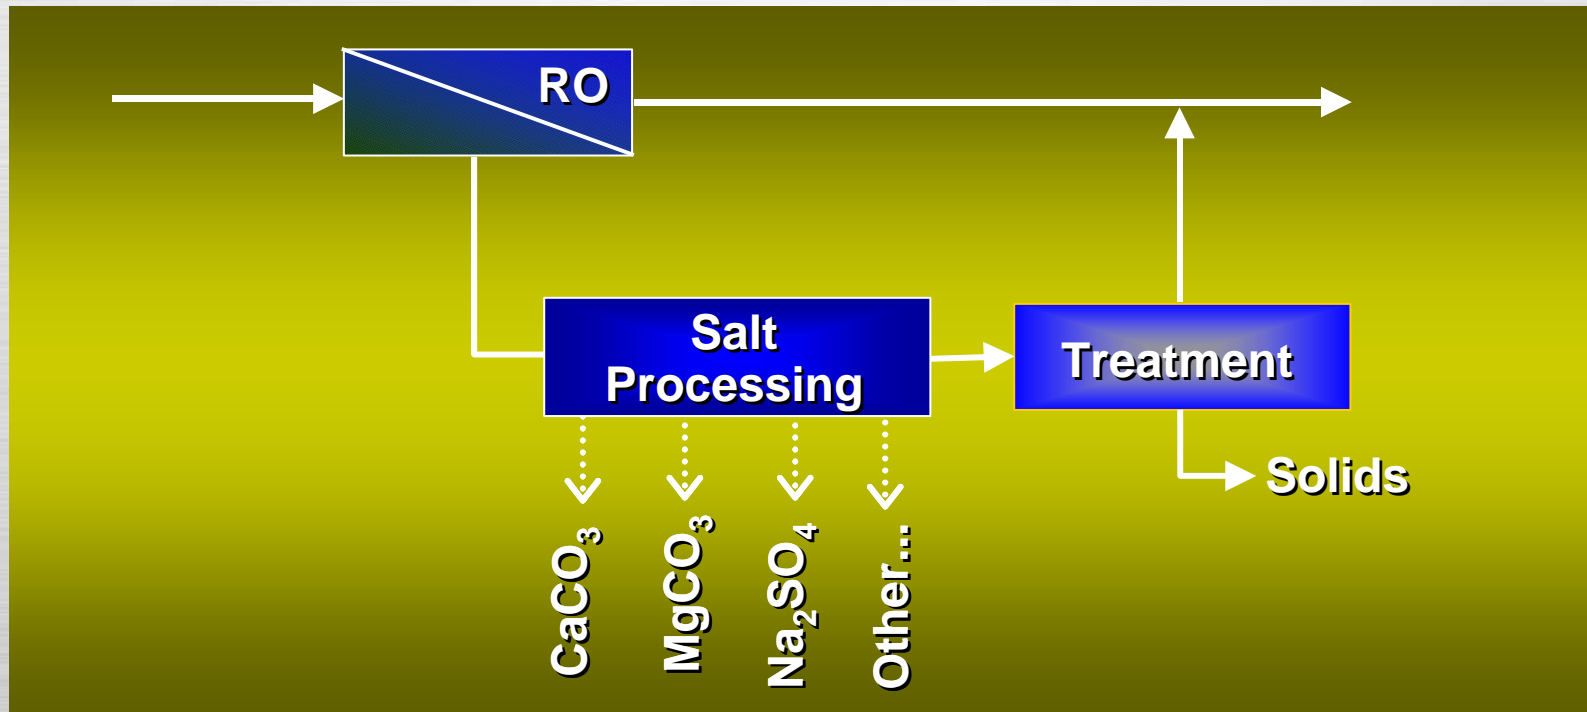 RO
Salt
Processing
Treatment
Solids
CaCO₃
MgCO₃
Na₂SO₄
Other...